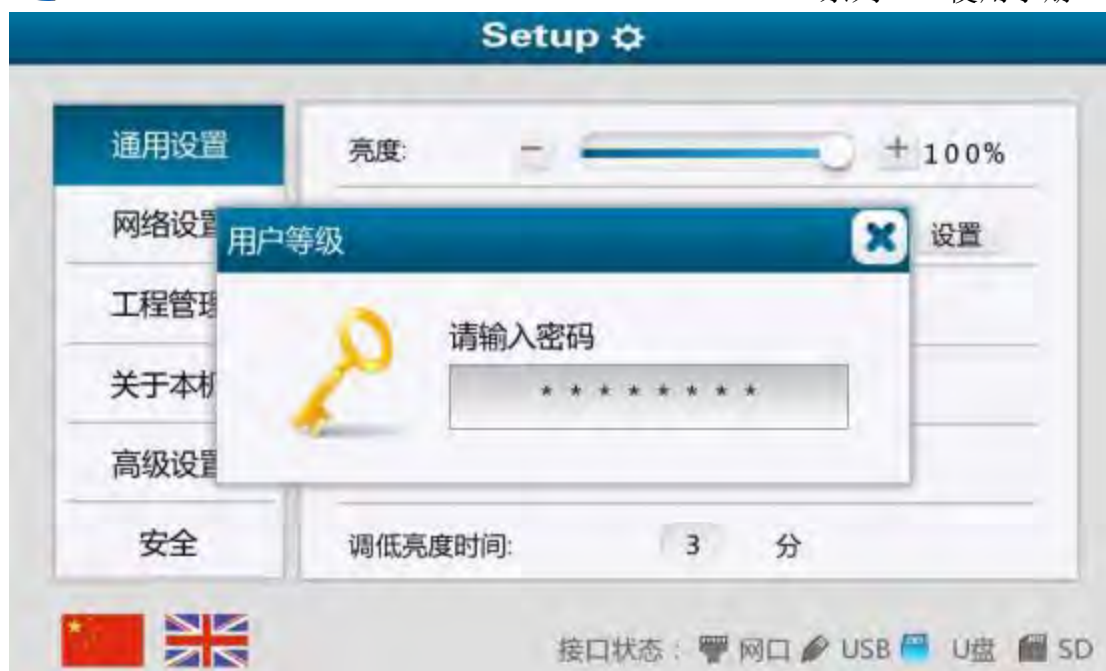 Setup
通用设置
亮度: - + 100%
网络设置
设置
用户等级
工程管理
请输入密码
* * * * * * * *
关于本机
高级设置
安全
调低亮度时间: 3 分
接口状态: 网口 USB U盘 SD